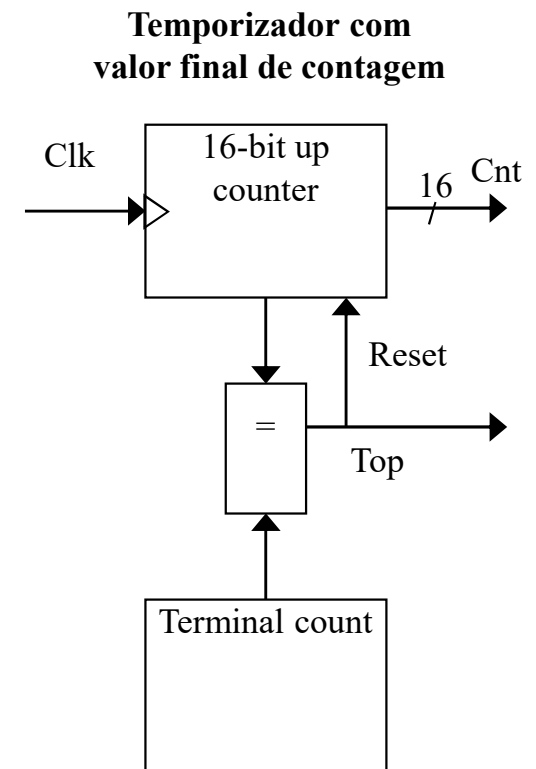 Temporizador com
valor final de contagem
Clk
16-bit up
counter
16
Cnt
Reset
=
Top
Terminal count